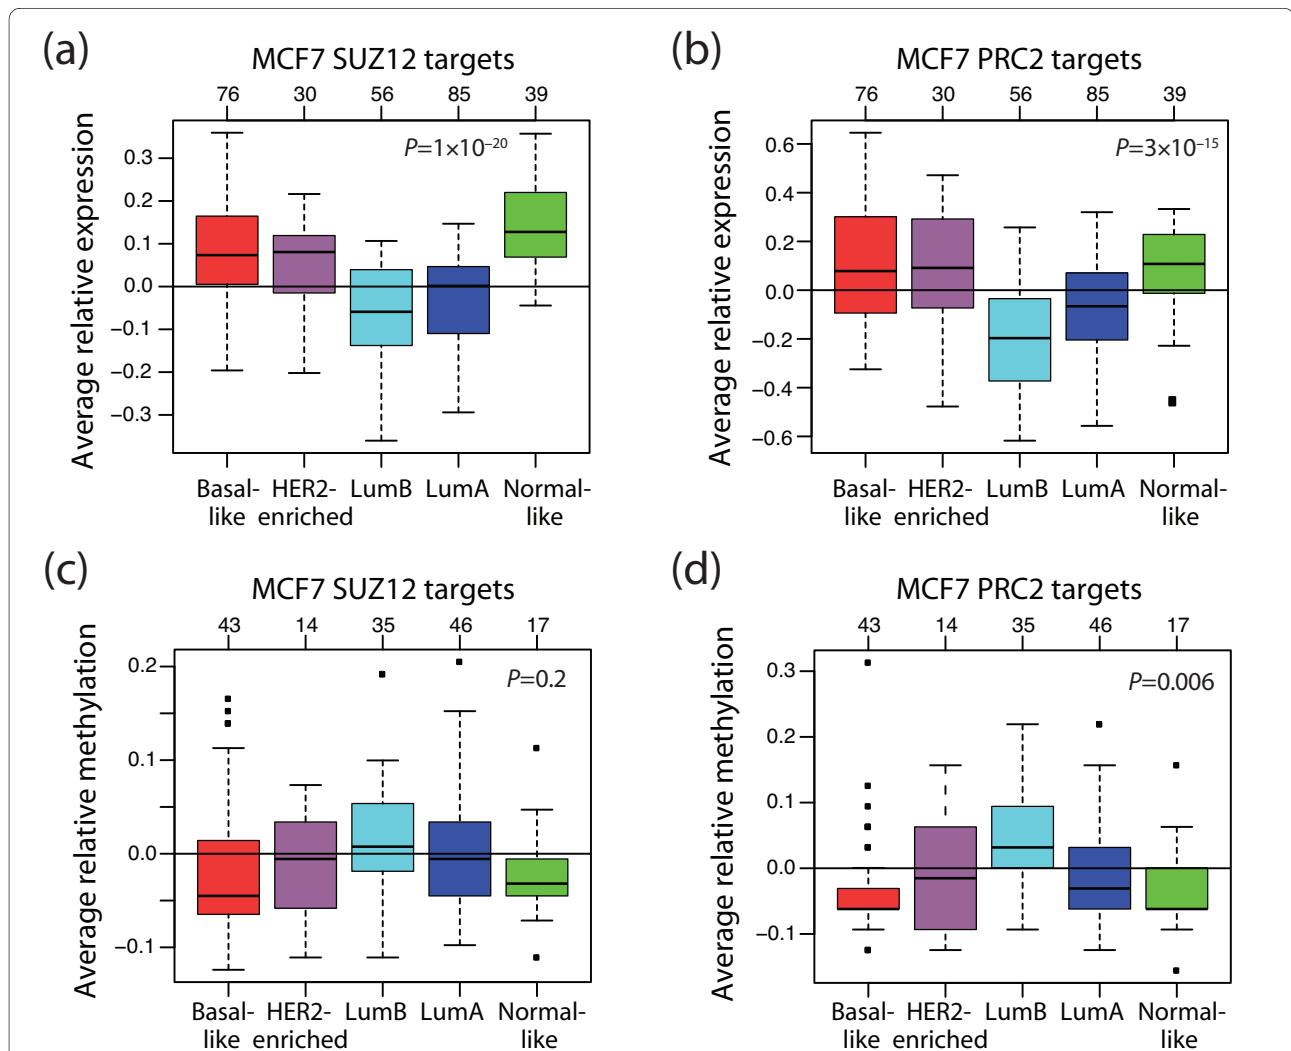 (a)
MCF7 SUZ12 targets
76 30 56 85 39
P=1×10⁻²⁰
Average relative expression
0.3
0.2
0.1
0.0
−0.1
−0.2
−0.3
Basal-like HER2-enriched LumB LumA Normal-like
(b)
MCF7 PRC2 targets
76 30 56 85 39
P=3×10⁻¹⁵
Average relative expression
0.6
0.4
0.2
0.0
−0.2
−0.4
−0.6
Basal-like HER2-enriched LumB LumA Normal-like
(c)
MCF7 SUZ12 targets
43 14 35 46 17
P=0.2
Average relative methylation
0.2
0.1
0.0
−0.1
Basal-like HER2-enriched LumB LumA Normal-like
(d)
MCF7 PRC2 targets
43 14 35 46 17
P=0.006
Average relative methylation
0.3
0.2
0.1
0.0
−0.1
Basal-like HER2-enriched LumB LumA Normal-like